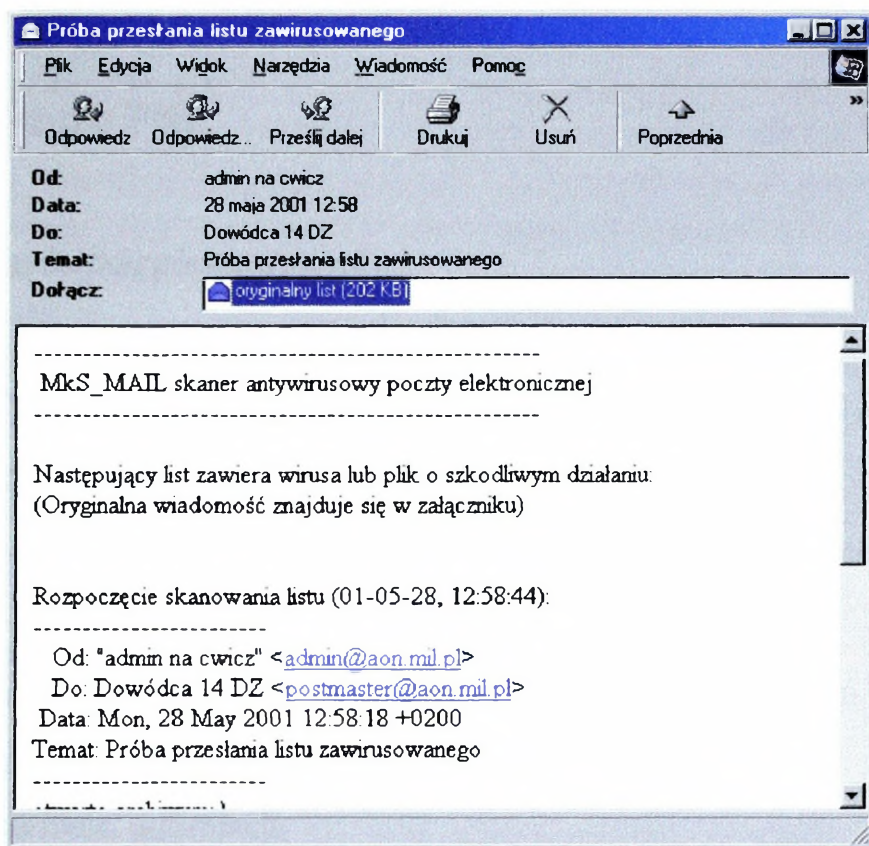 Próba przesłania listu zawirusowanego
Plik Edycja Widok Narzędzia Wiadomość Pomoc
Odpowiedz Odpowiedz... Prześlij dalej Drukuj Usuń Poprzednia »
Od: admin na cwicz
Data: 28 maja 2001 12:58
Do: Dowódca 14 DZ
Temat: Próba przesłania listu zawirusowanego
Dołącz: oryginalny list (202 KB)
----------------------------------------------------
MkS_MAIL skaner antywirusowy poczty elektronicznej
----------------------------------------------------
Następujący list zawiera wirusa lub plik o szkodliwym działaniu:
(Oryginalna wiadomość znajduje się w załączniku)
Rozpoczęcie skanowania listu (01-05-28, 12:58:44):
------------------------
Od: "admin na cwicz" <admin@aon.mil.pl>
Do: Dowódca 14 DZ <postmaster@aon.mil.pl>
Data: Mon, 28 May 2001 12:58:18 +0200
Temat: Próba przesłania listu zawirusowanego
------------------------